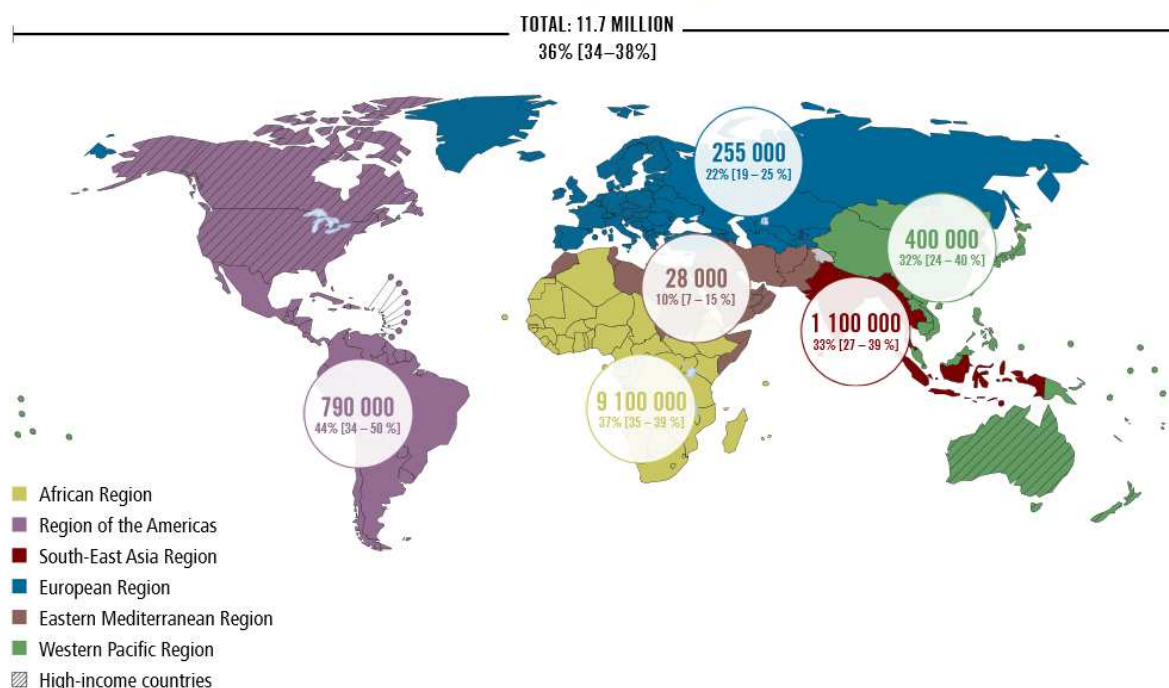 TOTAL: 11.7 MILLION
36% [34–38%]
255 000
22% [19 – 25 %]
400 000
32% [24 – 40 %]
28 000
10% [7 – 15 %]
1 100 000
33% [27 – 39 %]
790 000
44% [34 – 50 %]
9 100 000
37% [35 – 39 %]
African Region
Region of the Americas
South-East Asia Region
European Region
Eastern Mediterranean Region
Western Pacific Region
High-income countries